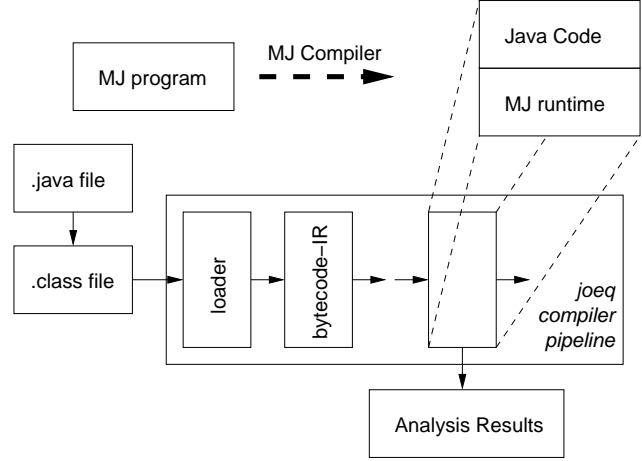 MJ program
MJ Compiler
Java Code
MJ runtime
.java file
.class file
loader
bytecode–IR
joeq
compiler
pipeline
Analysis Results